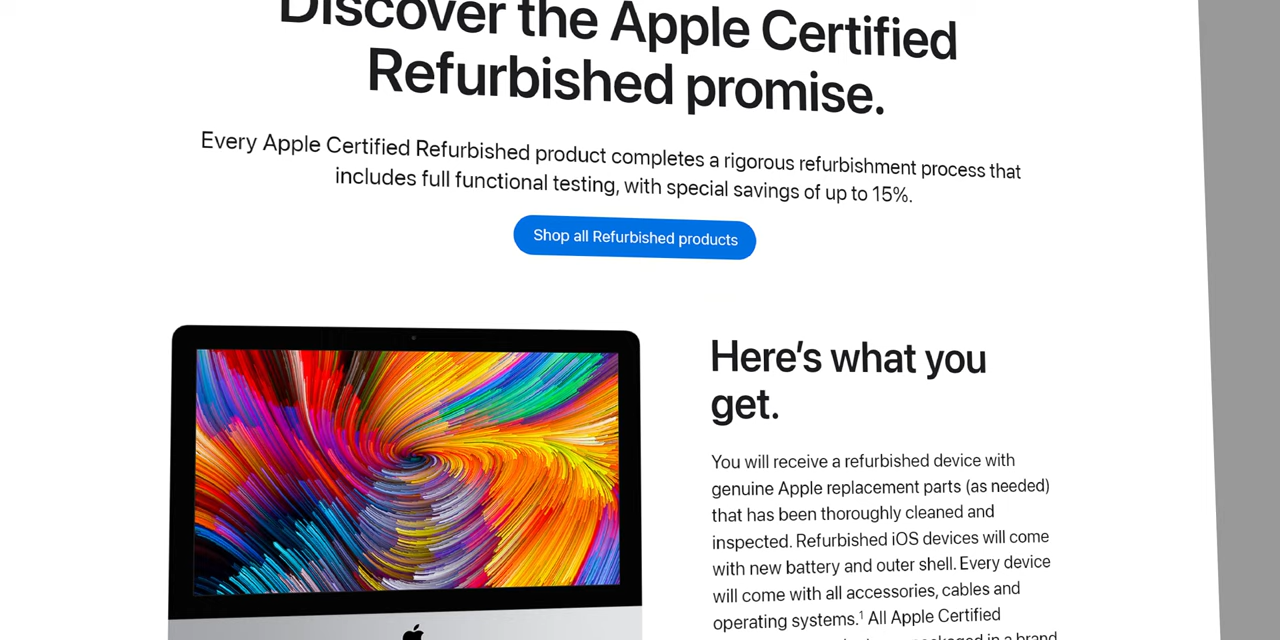 Discover the Apple Certified
Refurbished promise.
Every Apple Certified Refurbished product completes a rigorous refurbishment process that
includes full functional testing, with special savings of up to 15%.
Shop all Refurbished products
Here’s what you
get.
You will receive a refurbished device with
genuine Apple replacement parts (as needed)
that has been thoroughly cleaned and
inspected. Refurbished iOS devices will come
with new battery and outer shell. Every device
will come with all accessories, cables and
operating systems.¹ All Apple Certified
packaged in a brand